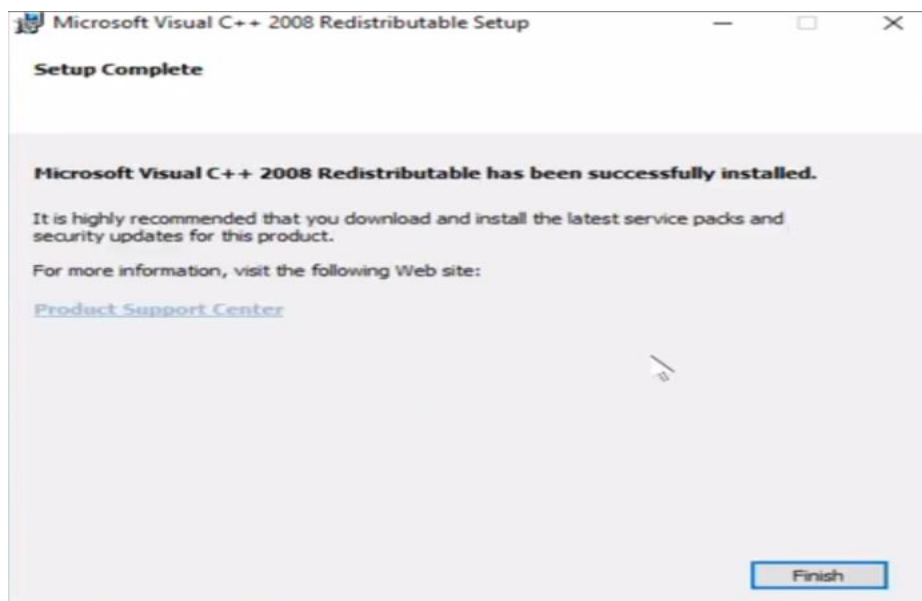 Microsoft Visual C++ 2008 Redistributable Setup
Setup Complete
Microsoft Visual C++ 2008 Redistributable has been successfully installed.
It is highly recommended that you download and install the latest service packs and
security updates for this product.
For more information, visit the following Web site:
Product Support Center
Finish